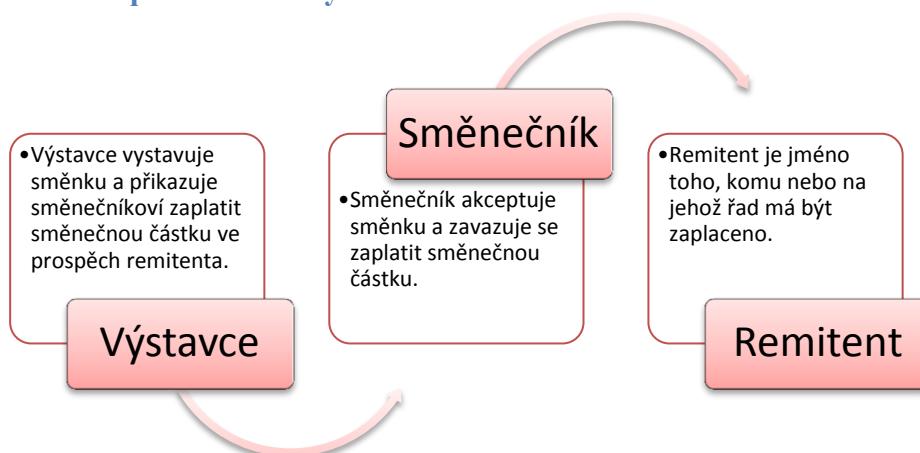 •Výstavce vystavuje
směnku a přikazuje
směnečníkoví zaplatit
směnečnou částku ve
prospěch remitenta.
Výstavce
Směnečník
•Směnečník akceptuje
směnku a zavazuje se
zaplatit směnečnou
částku.
•Remitent je jméno
toho, komu nebo na
jehož řad má být
zaplaceno.
Remitent